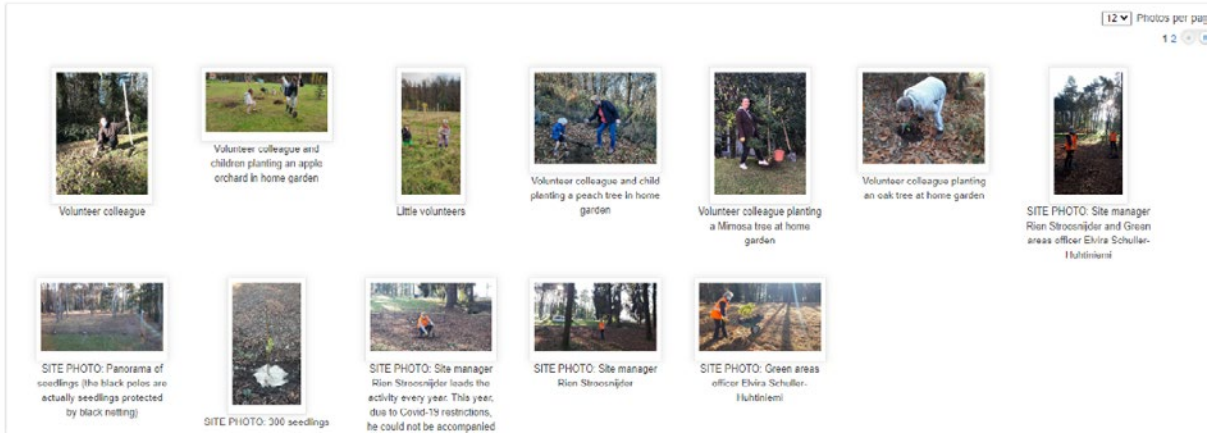 12 Photos per pag
1 2
Volunteer colleague
Volunteer colleague and
children planting an apple
orchard in home garden
Little volunteers
Volunteer colleague and child
planting a peach tree in home
garden
Volunteer colleague planting
a Mimosa tree at home
garden
Volunteer colleague planting
an oak tree at home garden
SITE PHOTO: Site manager
Rien Stroosnijder and Green
areas officer Elvira Schuller-
Huhtiniemi
SITE PHOTO: Panorama of
seedlings (the black poles are
actually seedlings protected
by black netting)
SITE PHOTO: 300 seedlings
SITE PHOTO: Site manager
Rien Stroosnijder leads the
activity every year. This year,
due to Covid-19 restrictions,
he could not be accompanied
SITE PHOTO: Site manager
Rien Stroosnijder
SITE PHOTO: Green areas
officer Elvira Schuller-
Huhtiniemi